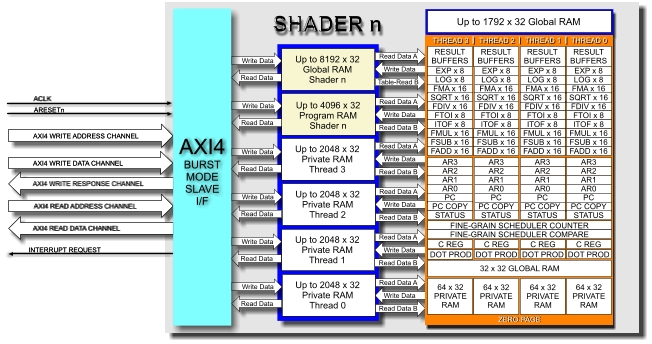 SHADER n
Up to 1792 x 32 Global RAM
ACLK
ARESETn
AXI4 WRITE ADDRESS CHANNEL
AXI4 WRITE DATA CHANNEL
AXI4 WRITE RESPONSE CHANNEL
AXI4 READ ADDRESS CHANNEL
AXI4 READ DATA CHANNEL
INTERRUPT REQUEST
AXI4
BURST
MODE
SLAVE
I/F
Write Data
Read Data
Up to 8192 x 32
Global RAM
Shader n
Read Data A
Write Data
Table-Read B
Write Data
Read Data
Up to 4096 x 32
Program RAM
Shader n
Read Data A
Write Data
Read Data B
Write Data
Read Data
Up to 2048 x 32
Private RAM
Thread 3
Read Data A
Write Data
Read Data B
Write Data
Read Data
Up to 2048 x 32
Private RAM
Thread 2
Read Data A
Write Data
Read Data B
Write Data
Read Data
Up to 2048 x 32
Private RAM
Thread 1
Read Data A
Write Data
Read Data B
Write Data
Read Data
Up to 2048 x 32
Private RAM
Thread 0
Read Data A
Write Data
Read Data B
THREAD 3 THREAD 2 THREAD 1 THREAD 0
RESULT RESULT RESULT RESULT
BUFFERS BUFFERS BUFFERS BUFFERS
EXP x 8 EXP x 8 EXP x 8 EXP x 8
LOG x 8 LOG x 8 LOG x 8 LOG x 8
FMA x 16 FMA x 16 FMA x 16 FMA x 16
SQRT x 16 SQRT x 16 SQRT x 16 SQRT x 16
FDIV x 16 FDIV x 16 FDIV x 16 FDIV x 16
FTOI x 8 FTOI x 8 FTOI x 8 FTOI x 8
ITOF x 8 ITOF x 8 ITOF x 8 ITOF x 8
FMUL x 16 FMUL x 16 FMUL x 16 FMUL x 16
FSUB x 16 FSUB x 16 FSUB x 16 FSUB x 16
FADD x 16 FADD x 16 FADD x 16 FADD x 16
AR3 AR3 AR3 AR3
AR2 AR2 AR2 AR2
AR1 AR1 AR1 AR1
AR0 AR0 AR0 AR0
PC PC PC PC
PC COPY PC COPY PC COPY PC COPY
STATUS STATUS STATUS STATUS
FINE-GRAIN SCHEDULER COUNTER
FINE-GRAIN SCHEDULER COMPARE
C REG C REG C REG C REG
DOT PROD DOT PROD DOT PROD DOT PROD
32 x 32 GLOBAL RAM
64 x 32 64 x 32 64 x 32 64 x 32
PRIVATE PRIVATE PRIVATE PRIVATE
RAM RAM RAM RAM
ZERO PAGE